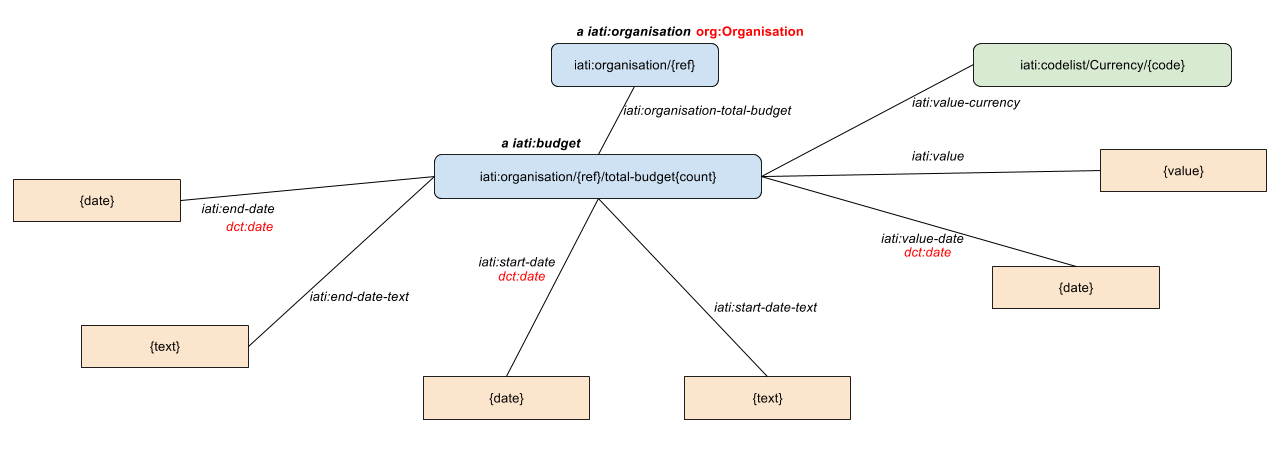 a iati:organisation org:Organisation
iati:organisation/{ref}
iati:codelist/Currency/{code}
iati:organisation-total-budget
iati:value-currency
a iati:budget
iati:value
iati:organisation/{ref}/total-budget{count}
{value}
{date}
iati:end-date
dct:date
iati:value-date
dct:date
iati:start-date
dct:date
{date}
iati:end-date-text
iati:start-date-text
{text}
{date}
{text}